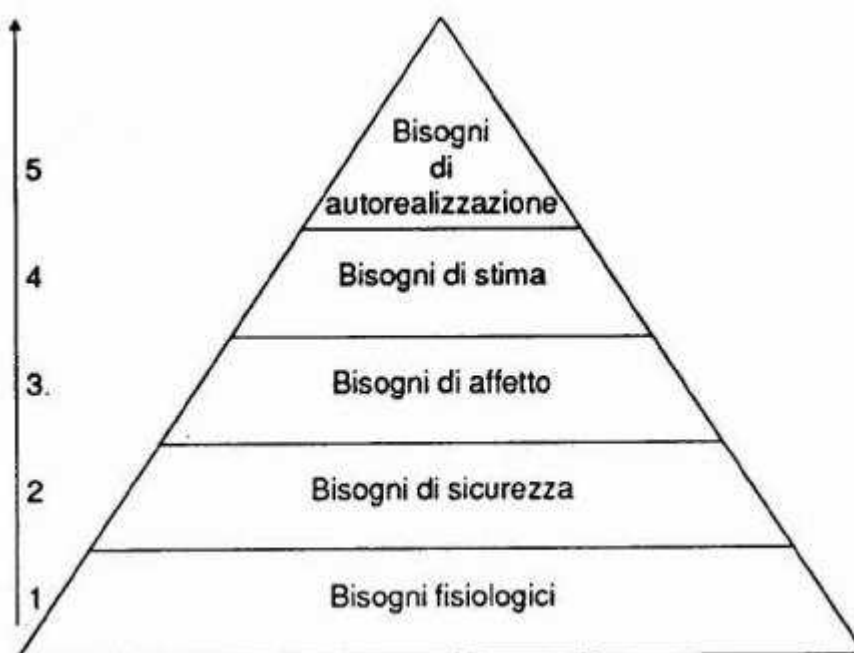 Bisogni
di
5
autorealizzazione
4
Bisogni di stima
3.
Bisogni di affetto
2
Bisogni di sicurezza
1
Bisogni fisiologici